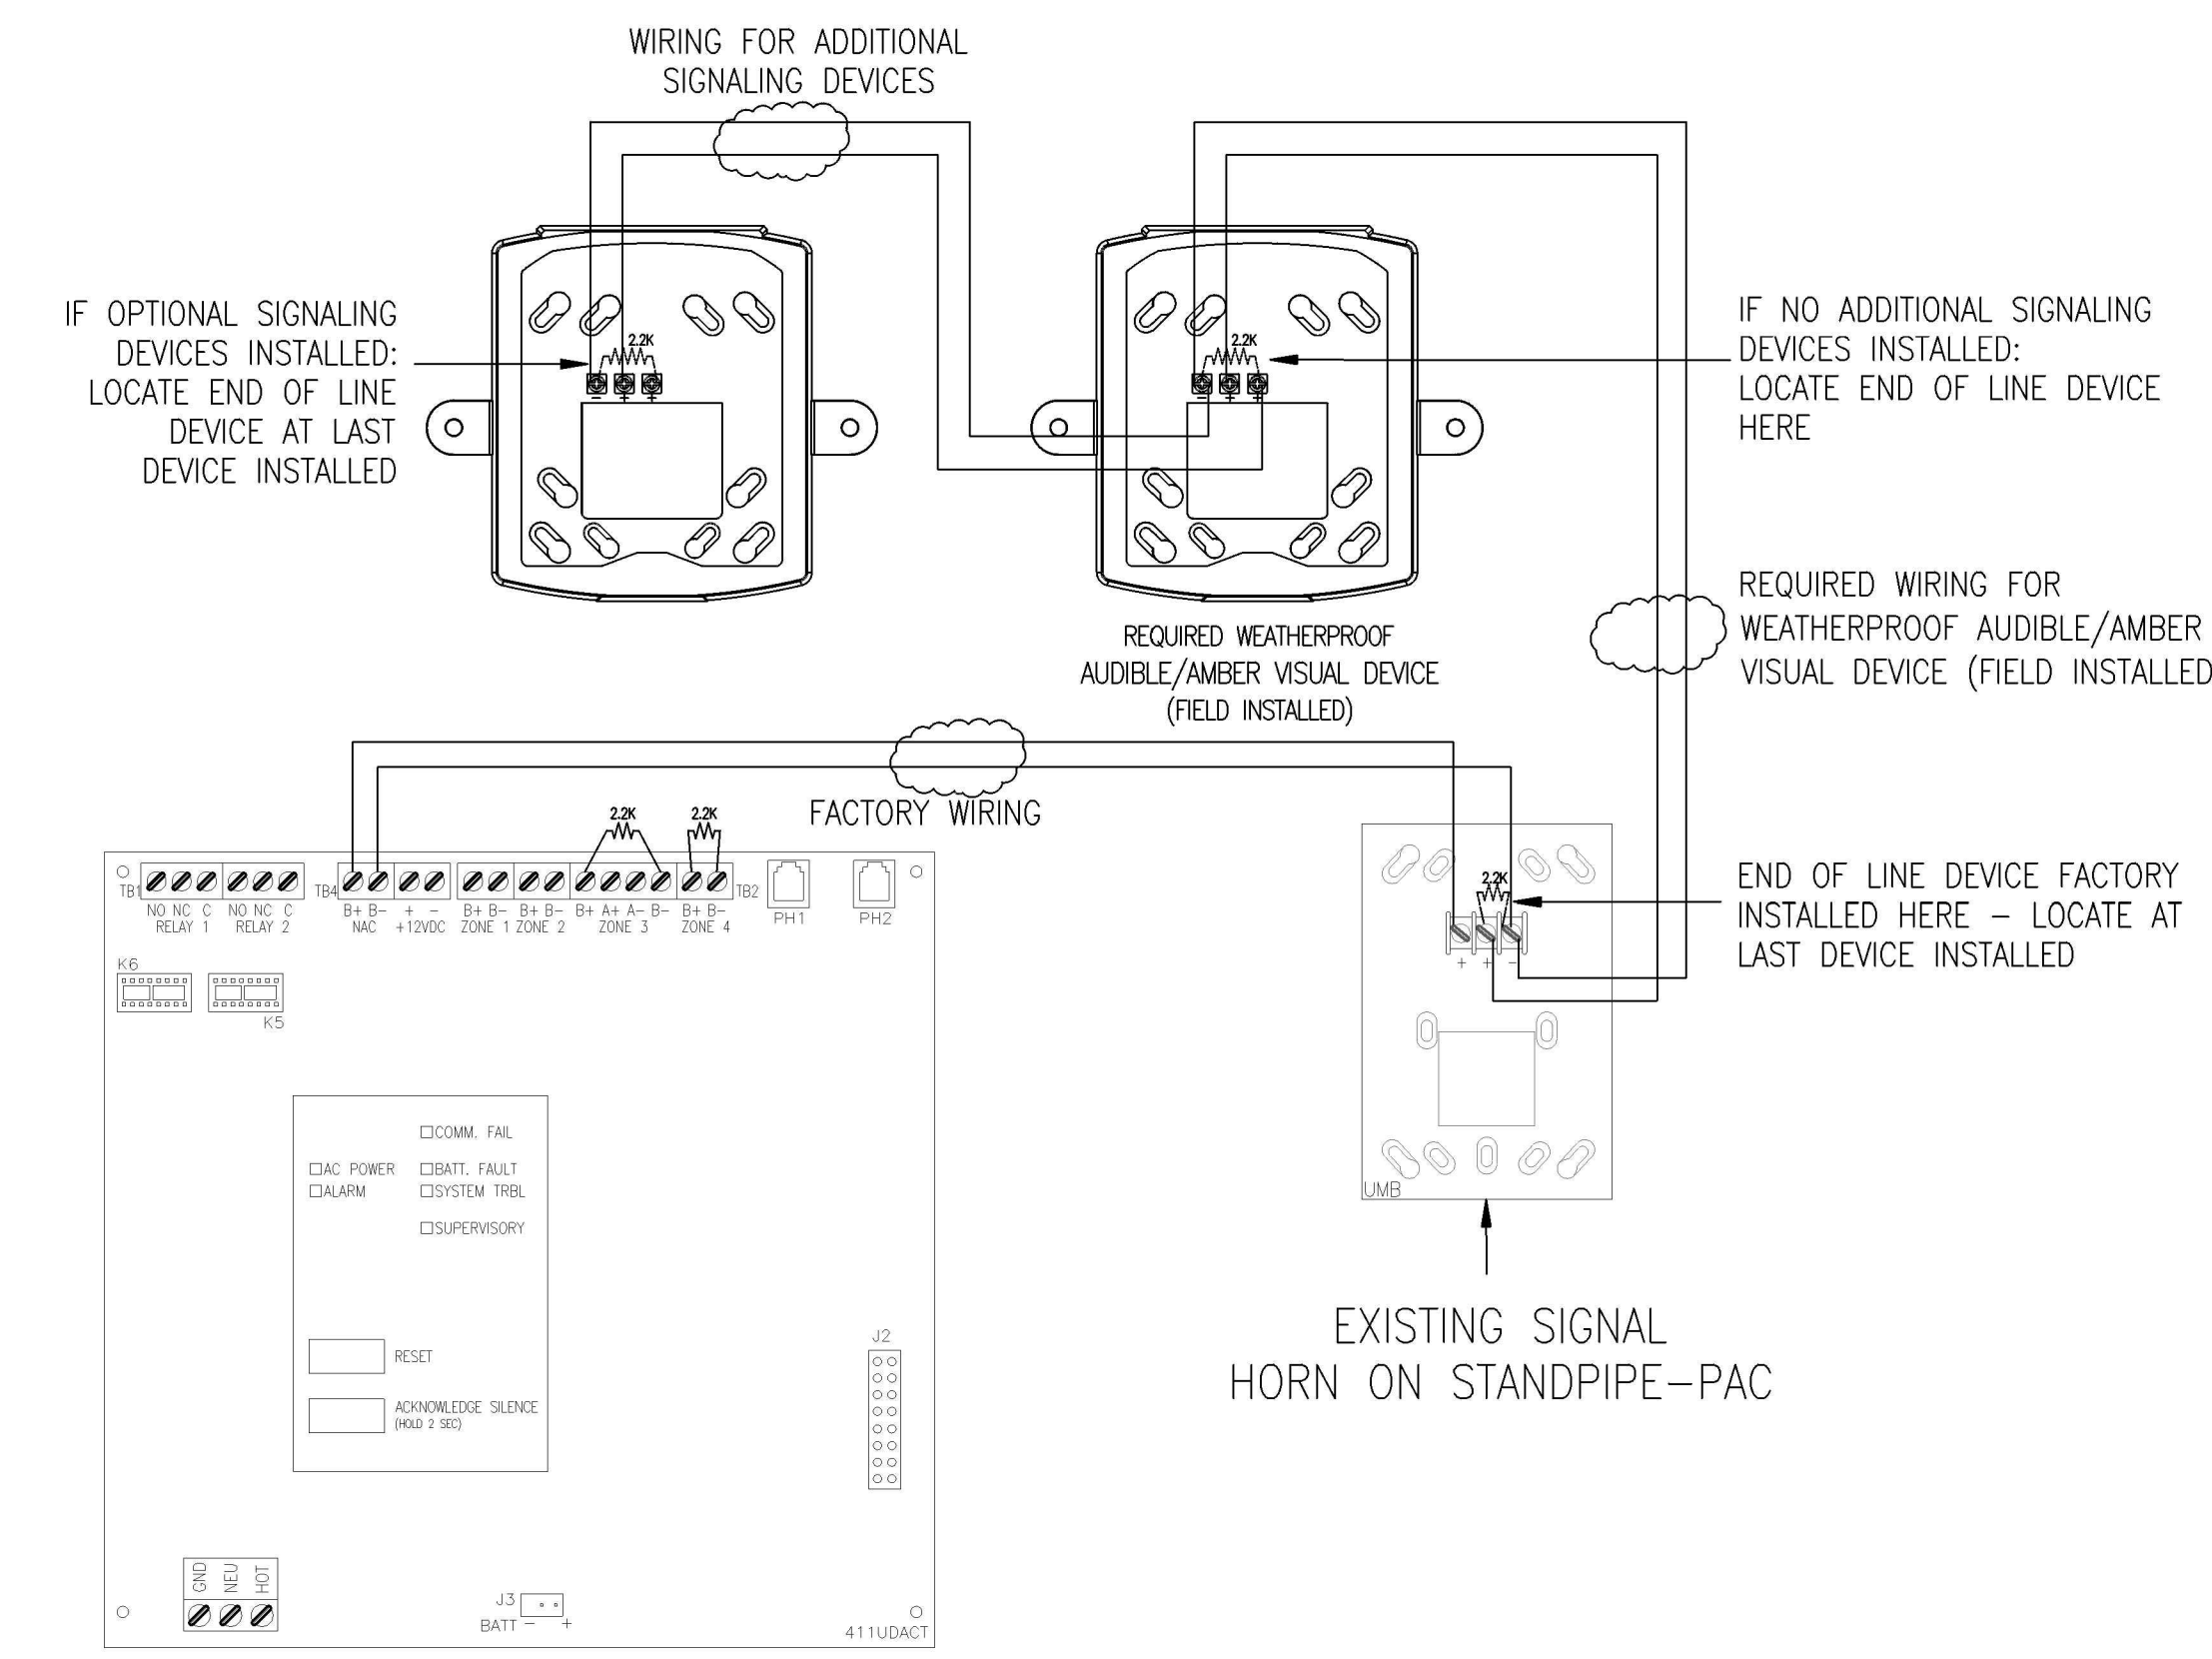 WIRING FOR ADDITIONAL
SIGNALING DEVICES
IF OPTIONAL SIGNALING
DEVICES INSTALLED:
LOCATE END OF LINE
DEVICE AT LAST
DEVICE INSTALLED
2.2K
- + +
2.2K
- + +
IF NO ADDITIONAL SIGNALING
DEVICES INSTALLED:
LOCATE END OF LINE DEVICE
HERE
REQUIRED WEATHERPROOF
AUDIBLE/AMBER VISUAL DEVICE
(FIELD INSTALLED)
REQUIRED WIRING FOR
WEATHERPROOF AUDIBLE/AMBER
VISUAL DEVICE (FIELD INSTALLED
FACTORY WIRING
2.2K
2.2K
TB1
TB4
TB2
NO NC C NO NC C
RELAY 1 RELAY 2
B+ B- + -
NAC +12VDC
B+ B- B+ B- B+ A+ A- B- B+ B-
ZONE 1 ZONE 2 ZONE 3 ZONE 4
PH1
PH2
K6
K5
COMM. FAIL
AC POWER
BATT. FAULT
ALARM
SYSTEM TRBL
SUPERVISORY
RESET
ACKNOWLEDGE SILENCE
(HOLD 2 SEC)
J2
GND
NEU
HOT
J3
BATT - +
411UDACT
2.2K
+ + -
UMB
END OF LINE DEVICE FACTORY
INSTALLED HERE – LOCATE AT
LAST DEVICE INSTALLED
EXISTING SIGNAL
HORN ON STANDPIPE-PAC